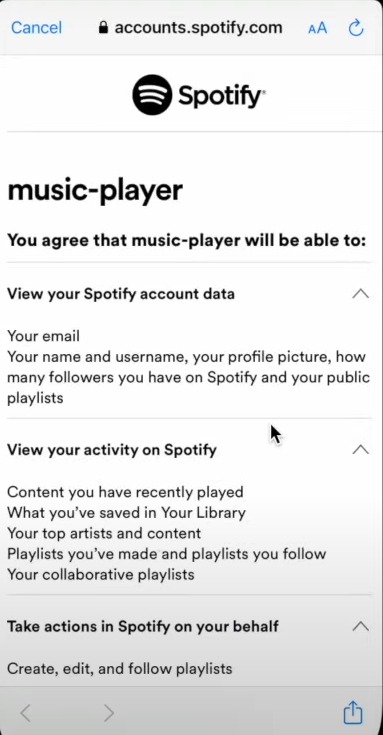 Cancel
accounts.spotify.com
AA
Spotify
music-player
You agree that music-player will be able to:
View your Spotify account data
Your email
Your name and username, your profile picture, how
many followers you have on Spotify and your public
playlists
View your activity on Spotify
Content you have recently played
What you've saved in Your Library
Your top artists and content
Playlists you've made and playlists you follow
Your collaborative playlists
Take actions in Spotify on your behalf
Create, edit, and follow playlists